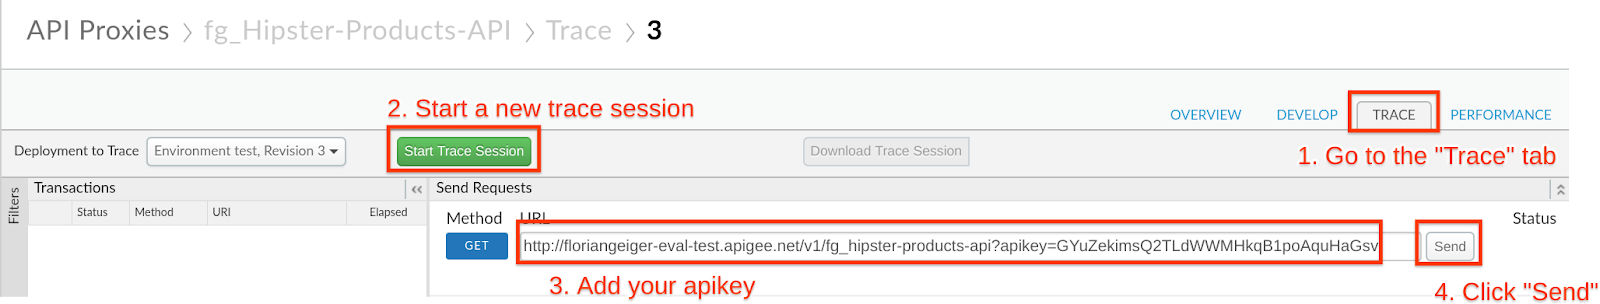 API Proxies > fg_Hipster-Products-API > Trace > 3
2. Start a new trace session
OVERVIEW DEVELOP TRACE PERFORMANCE
Deployment to Trace Environment test, Revision 3 Start Trace Session Download Trace Session
1. Go to the "Trace" tab
Filters Transactions « Send Requests
Status Method URI Elapsed
Method URL Status
GET http://floriangeiger-eval-test.apigee.net/v1/fg_hipster-products-api?apikey=GYuZekimsQ2TLdWWMHkqB1poAquHaGsv Send
3. Add your apikey
4. Click "Send"